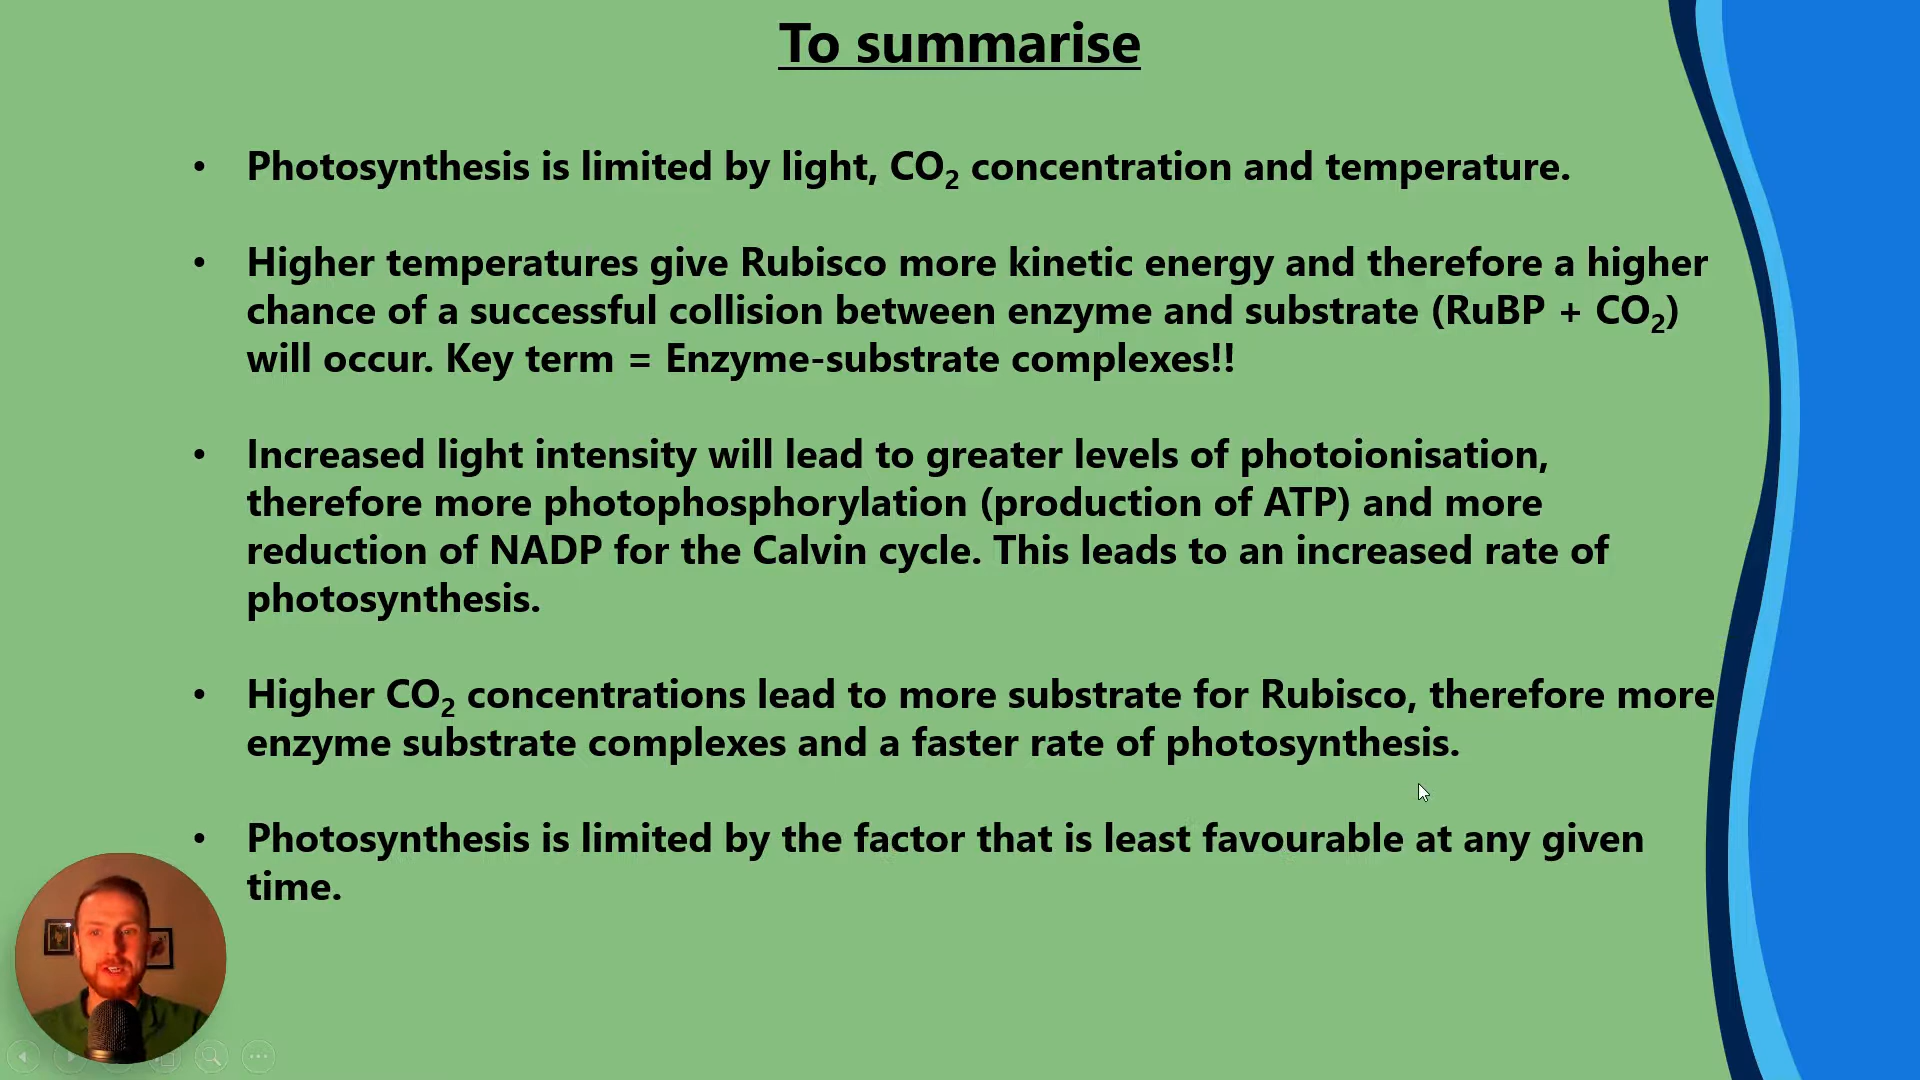 To summarise
• Photosynthesis is limited by light, CO₂ concentration and temperature.
• Higher temperatures give Rubisco more kinetic energy and therefore a higher
chance of a successful collision between enzyme and substrate (RuBP + CO₂)
will occur. Key term = Enzyme-substrate complexes!!
• Increased light intensity will lead to greater levels of photoionisation,
therefore more photophosphorylation (production of ATP) and more
reduction of NADP for the Calvin cycle. This leads to an increased rate of
photosynthesis.
• Higher CO₂ concentrations lead to more substrate for Rubisco, therefore more
enzyme substrate complexes and a faster rate of photosynthesis.
• Photosynthesis is limited by the factor that is least favourable at any given
time.